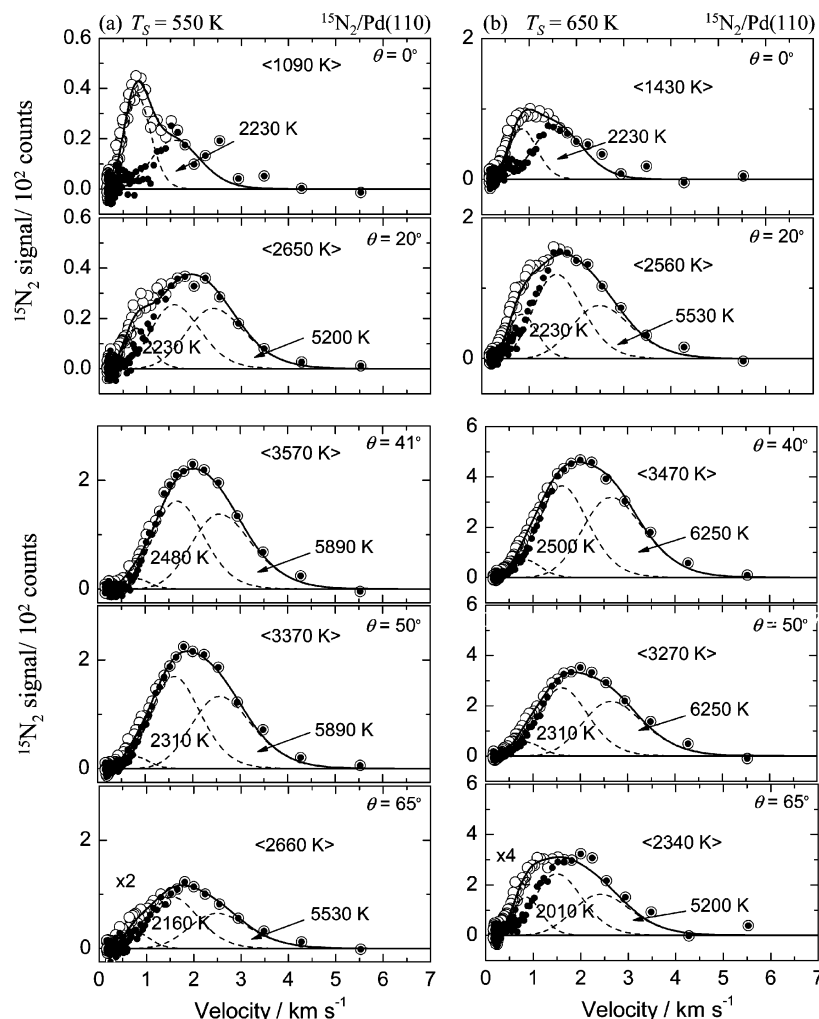 (a) T_S = 550 K ¹⁵N₂/Pd(110)
0.6
0.4
0.2
0.0
<1090 K>
θ = 0°
2230 K
0.6
0.4
0.2
0.0
<2650 K>
θ = 20°
2230 K
5200 K
¹⁵N₂ signal/ 10² counts
2
0
<3570 K>
θ = 41°
2480 K
5890 K
2
0
<3370 K>
θ = 50°
2310 K
5890 K
2
0
x2
<2660 K>
θ = 65°
2160 K
5530 K
¹⁵N₂ signal/ 10² counts
0 1 2 3 4 5 6 7
Velocity / km s⁻¹
(b) T_S = 650 K ¹⁵N₂/Pd(110)
2
1
0
<1430 K>
θ = 0°
2230 K
2
0
<2560 K>
θ = 20°
2230 K
5530 K
6
4
2
0
<3470 K>
θ = 40°
2500 K
6250 K
6
4
2
0
<3270 K>
θ = 50°
2310 K
6250 K
6
4
2
0
x4
<2340 K>
θ = 65°
2010 K
5200 K
0 1 2 3 4 5 6 7
Velocity / km s⁻¹